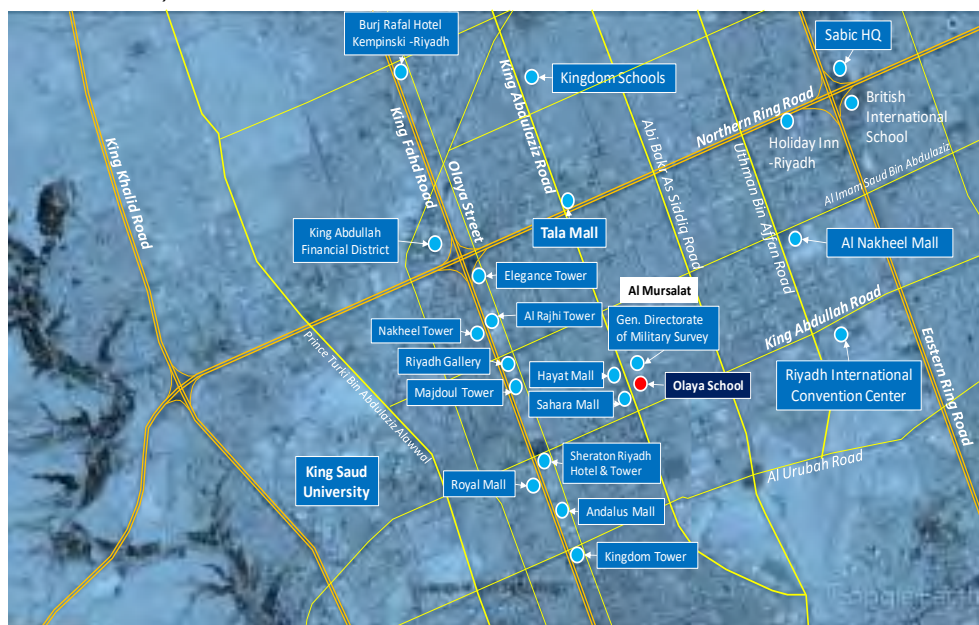 Burj Rafal Hotel
Kempinski -Riyadh
Kingdom Schools
Sabic HQ
British
International
School
Holiday Inn
-Riyadh
Northern Ring Road
King Abdulaziz Road
King Fahd Road
Olaya Street
King Khalid Road
Abi Bakr As Siddiq Road
Uthman Bin Affan Road
Al Imam Saud Bin Abdulaziz
King Abdullah
Financial District
Tala Mall
Al Nakheel Mall
Elegance Tower
Al Mursalat
Al Rajhi Tower
Gen. Directorate
of Military Survey
King Abdullah Road
Nakheel Tower
Riyadh Gallery
Hayat Mall
Olaya School
Majdoul Tower
Sahara Mall
Riyadh International
Convention Center
Eastern Ring Road
Prince Turki Bin Abdulaziz Alawwal
King Saud
University
Sheraton Riyadh
Hotel & Tower
Al Urubah Road
Royal Mall
Andalus Mall
Kingdom Tower